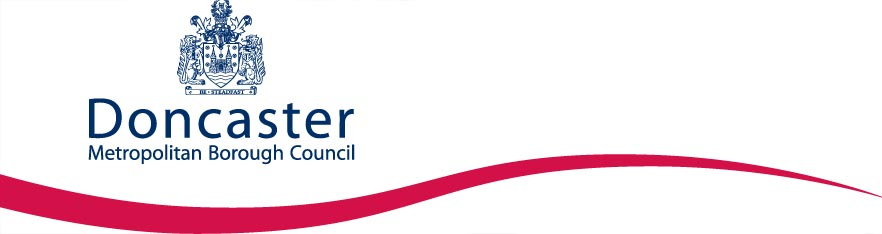 BE • STEADFAST
Doncaster
Metropolitan Borough Council